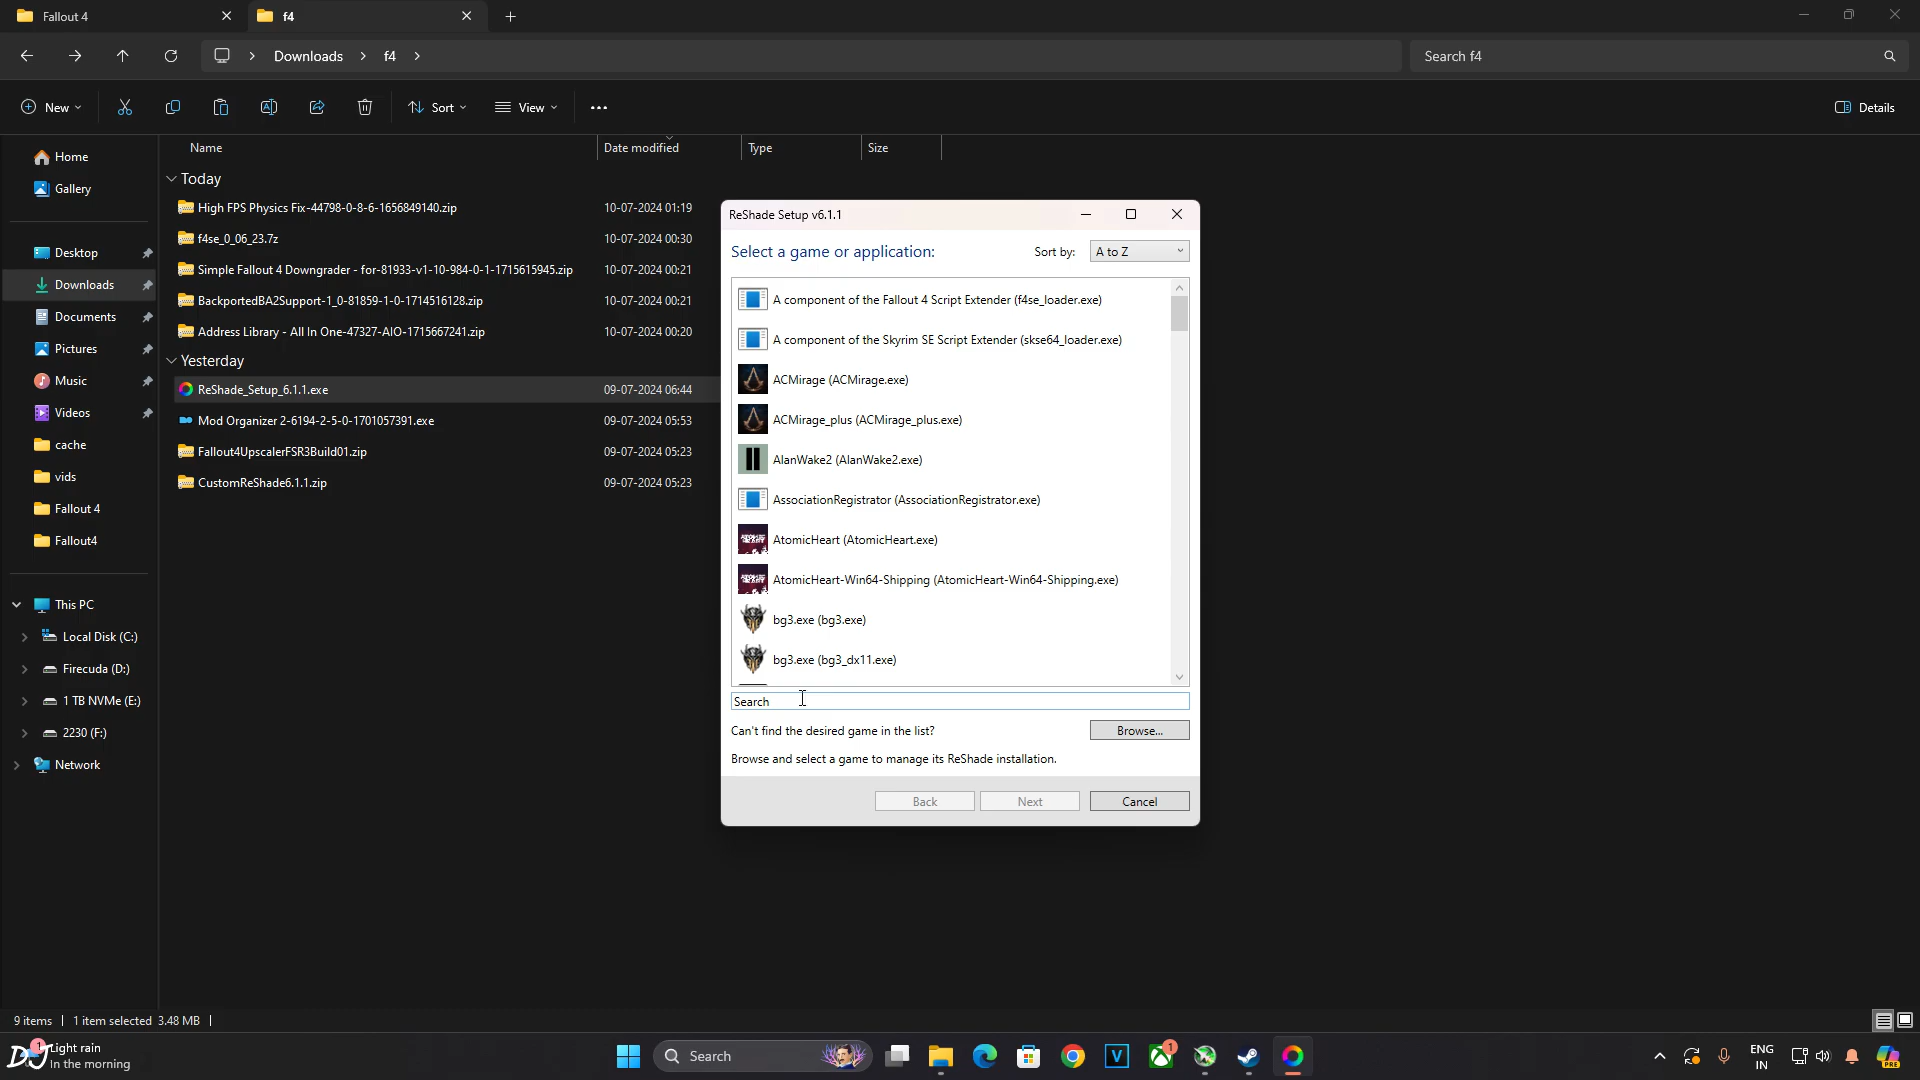 Fallout 4
f4
Downloads
f4
Search f4
New
Sort
View
Details
Name
Date modified
Type
Size
Home
Gallery
Desktop
Downloads
Documents
Pictures
Music
Videos
cache
vids
Fallout 4
Fallout4
This PC
Local Disk (C:)
Firecuda (D:)
1 TB NVMe (E:)
2230 (F:)
Network
Today
High FPS Physics Fix-44798-0-8-6-1656849140.zip 10-07-2024 01:19
f4se_0_06_23.7z 10-07-2024 00:30
Simple Fallout 4 Downgrader - for-81933-v1-10-984-0-1-1715615945.zip 10-07-2024 00:21
BackportedBA2Support-1_0-81859-1-0-1714516128.zip 10-07-2024 00:21
Address Library - All In One-47327-AIO-1715667241.zip 10-07-2024 00:20
Yesterday
ReShade_Setup_6.1.1.exe 09-07-2024 06:44
Mod Organizer 2-6194-2-5-0-1701057391.exe 09-07-2024 05:53
Fallout4UpscalerFSR3Build01.zip 09-07-2024 05:23
CustomReShade6.1.1.zip 09-07-2024 05:23
ReShade Setup v6.1.1
Select a game or application: Sort by: A to Z
A component of the Fallout 4 Script Extender (f4se_loader.exe)
A component of the Skyrim SE Script Extender (skse64_loader.exe)
ACMirage (ACMirage.exe)
ACMirage_plus (ACMirage_plus.exe)
AlanWake2 (AlanWake2.exe)
AssociationRegistrator (AssociationRegistrator.exe)
AtomicHeart (AtomicHeart.exe)
AtomicHeart-Win64-Shipping (AtomicHeart-Win64-Shipping.exe)
bg3.exe (bg3.exe)
bg3.exe (bg3_dx11.exe)
Search
Can't find the desired game in the list? Browse...
Browse and select a game to manage its ReShade installation.
Back Next Cancel
9 items 1 item selected 3.48 MB
DJ
1
Light rain
In the morning
Search
V
1
ENG
IN
PRE